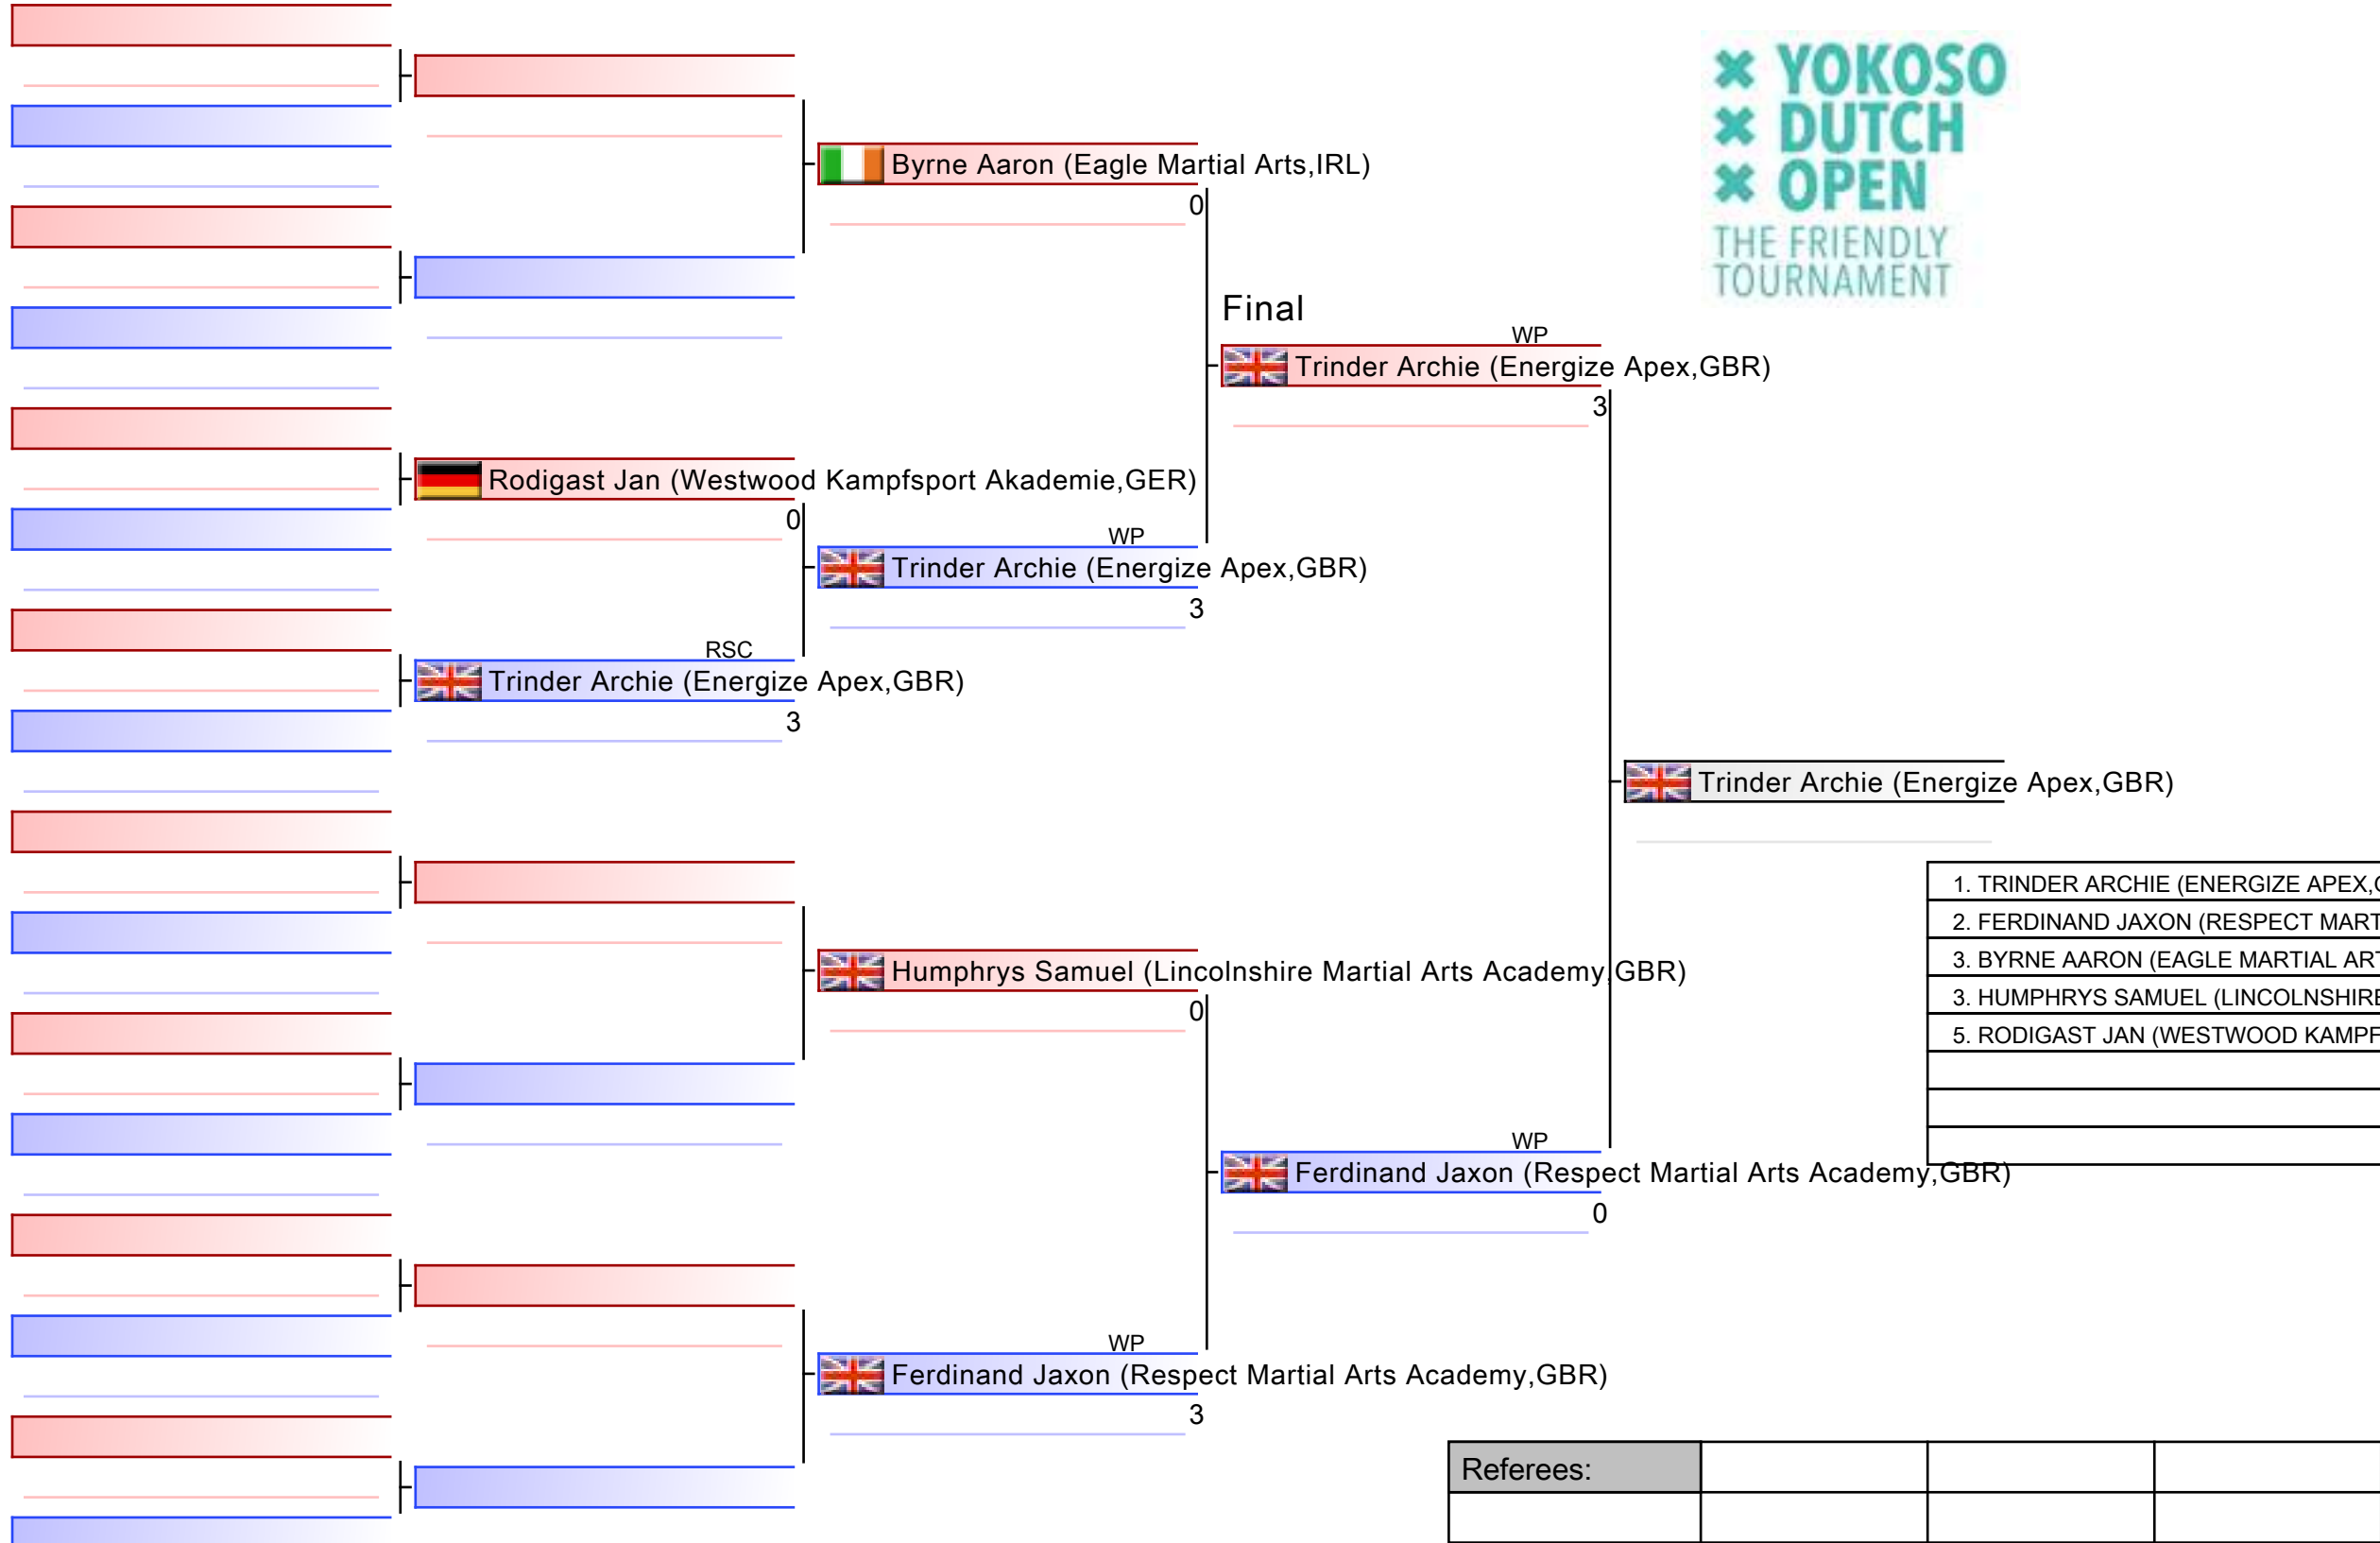 YOKOSO
DUTCH
OPEN
THE FRIENDLY
TOURNAMENT
Byrne Aaron (Eagle Martial Arts,IRL)
0
Final
WP
Trinder Archie (Energize Apex,GBR)
3
Rodigast Jan (Westwood Kampfsport Akademie,GER)
0
WP
Trinder Archie (Energize Apex,GBR)
3
RSC
Trinder Archie (Energize Apex,GBR)
3
Trinder Archie (Energize Apex,GBR)
1. TRINDER ARCHIE (ENERGIZE APEX,
2. FERDINAND JAXON (RESPECT MART
3. BYRNE AARON (EAGLE MARTIAL ART
3. HUMPHRYS SAMUEL (LINCOLNSHIRE
5. RODIGAST JAN (WESTWOOD KAMPF
Humphrys Samuel (Lincolnshire Martial Arts Academy,GBR)
0
WP
Ferdinand Jaxon (Respect Martial Arts Academy,GBR)
0
WP
Ferdinand Jaxon (Respect Martial Arts Academy,GBR)
3
Referees: